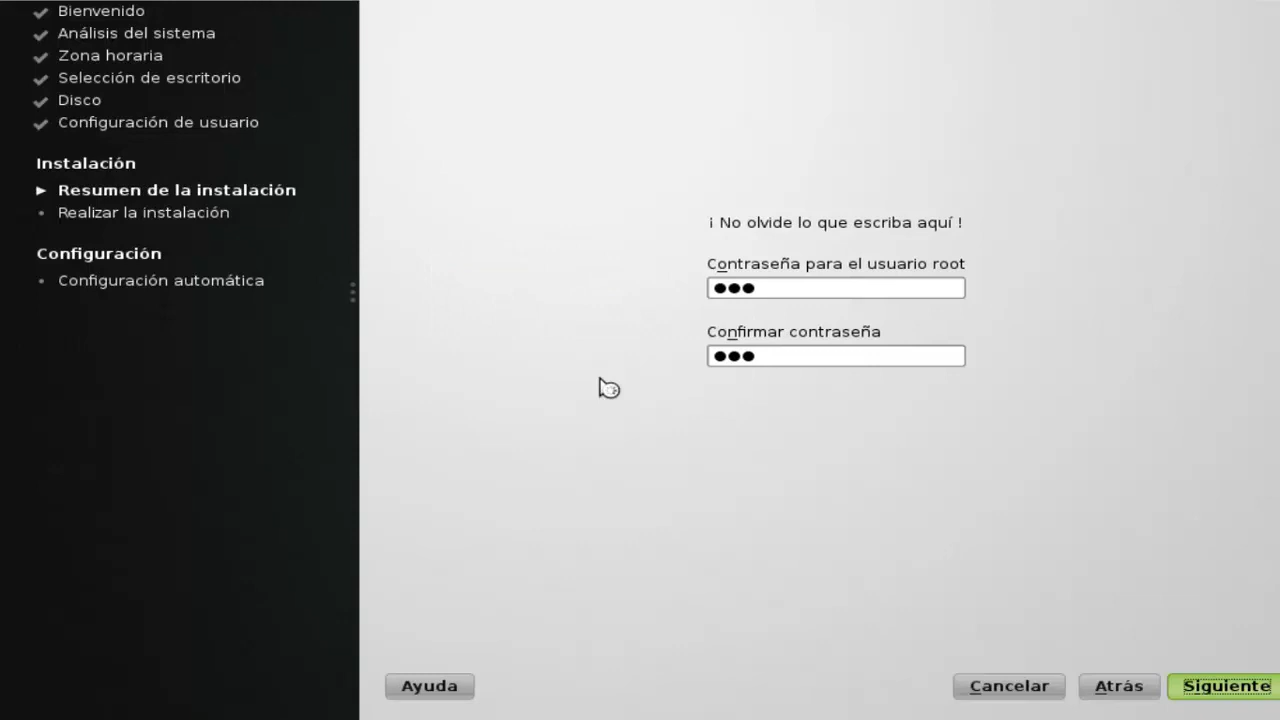 Bienvenido
Análisis del sistema
Zona horaria
Selección de escritorio
Disco
Configuración de usuario
Instalación
Resumen de la instalación
Realizar la instalación
Configuración
Configuración automática
¡ No olvide lo que escriba aquí !
Contraseña para el usuario root
Confirmar contraseña
Ayuda
Cancelar
Atrás
Siguiente